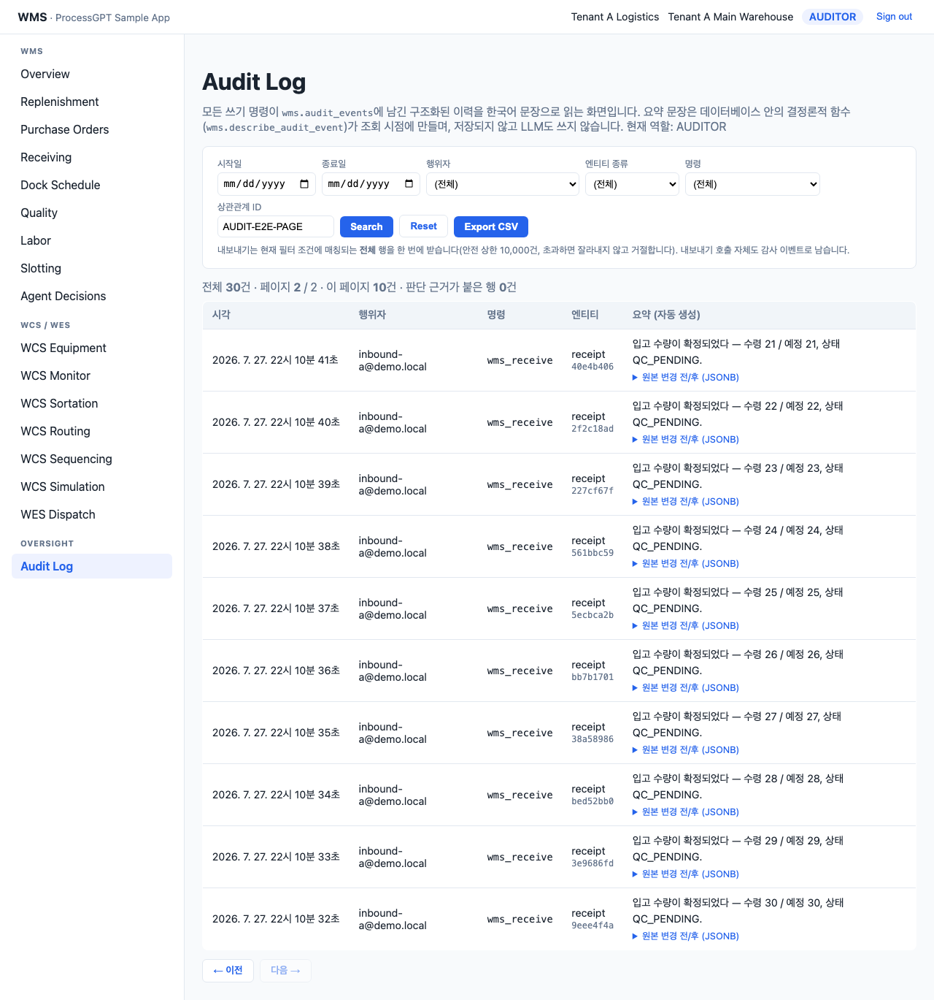 WMS · ProcessGPT Sample App
Tenant A Logistics Tenant A Main Warehouse AUDITOR Sign out
WMS
Overview
Replenishment
Purchase Orders
Receiving
Dock Schedule
Quality
Labor
Slotting
Agent Decisions
WCS / WES
WCS Equipment
WCS Monitor
WCS Sortation
WCS Routing
WCS Sequencing
WCS Simulation
WES Dispatch
OVERSIGHT
Audit Log
Audit Log
모든 쓰기 명령이 wms.audit_events에 남긴 구조화된 이력을 한국어 문장으로 읽는 화면입니다. 요약 문장은 데이터베이스 안의 결정론적 함수
(wms.describe_audit_event)가 조회 시점에 만들며, 저장되지 않고 LLM도 쓰지 않습니다. 현재 역할: AUDITOR
시작일 종료일 행위자 엔티티 종류 명령
mm/dd/yyyy mm/dd/yyyy (전체) (전체) (전체)
상관관계 ID
AUDIT-E2E-PAGE Search Reset Export CSV
내보내기는 현재 필터 조건에 매칭되는 전체 행을 한 번에 받습니다(안전 상한 10,000건, 초과하면 잘라내지 않고 거절합니다). 내보내기 호출 자체도 감사 이벤트로 남습니다.
전체 30건 · 페이지 2 / 2 · 이 페이지 10건 · 판단 근거가 붙은 행 0건
시각 행위자 명령 엔티티 요약 (자동 생성)
2026. 7. 27. 22시 10분 41초 inbound-a@demo.local wms_receive receipt 40e4b406 입고 수량이 확정되었다 — 수령 21 / 예정 21, 상태 QC_PENDING.
▶ 원본 변경 전/후 (JSONB)
2026. 7. 27. 22시 10분 40초 inbound-a@demo.local wms_receive receipt 2f2c18ad 입고 수량이 확정되었다 — 수령 22 / 예정 22, 상태 QC_PENDING.
▶ 원본 변경 전/후 (JSONB)
2026. 7. 27. 22시 10분 39초 inbound-a@demo.local wms_receive receipt 227cf67f 입고 수량이 확정되었다 — 수령 23 / 예정 23, 상태 QC_PENDING.
▶ 원본 변경 전/후 (JSONB)
2026. 7. 27. 22시 10분 38초 inbound-a@demo.local wms_receive receipt 561bbc59 입고 수량이 확정되었다 — 수령 24 / 예정 24, 상태 QC_PENDING.
▶ 원본 변경 전/후 (JSONB)
2026. 7. 27. 22시 10분 37초 inbound-a@demo.local wms_receive receipt 5ecbca2b 입고 수량이 확정되었다 — 수령 25 / 예정 25, 상태 QC_PENDING.
▶ 원본 변경 전/후 (JSONB)
2026. 7. 27. 22시 10분 36초 inbound-a@demo.local wms_receive receipt bb7b1701 입고 수량이 확정되었다 — 수령 26 / 예정 26, 상태 QC_PENDING.
▶ 원본 변경 전/후 (JSONB)
2026. 7. 27. 22시 10분 35초 inbound-a@demo.local wms_receive receipt 38a58986 입고 수량이 확정되었다 — 수령 27 / 예정 27, 상태 QC_PENDING.
▶ 원본 변경 전/후 (JSONB)
2026. 7. 27. 22시 10분 34초 inbound-a@demo.local wms_receive receipt bed52bb0 입고 수량이 확정되었다 — 수령 28 / 예정 28, 상태 QC_PENDING.
▶ 원본 변경 전/후 (JSONB)
2026. 7. 27. 22시 10분 33초 inbound-a@demo.local wms_receive receipt 3e9686fd 입고 수량이 확정되었다 — 수령 29 / 예정 29, 상태 QC_PENDING.
▶ 원본 변경 전/후 (JSONB)
2026. 7. 27. 22시 10분 32초 inbound-a@demo.local wms_receive receipt 9eee4f4a 입고 수량이 확정되었다 — 수령 30 / 예정 30, 상태 QC_PENDING.
▶ 원본 변경 전/후 (JSONB)
← 이전 다음 →